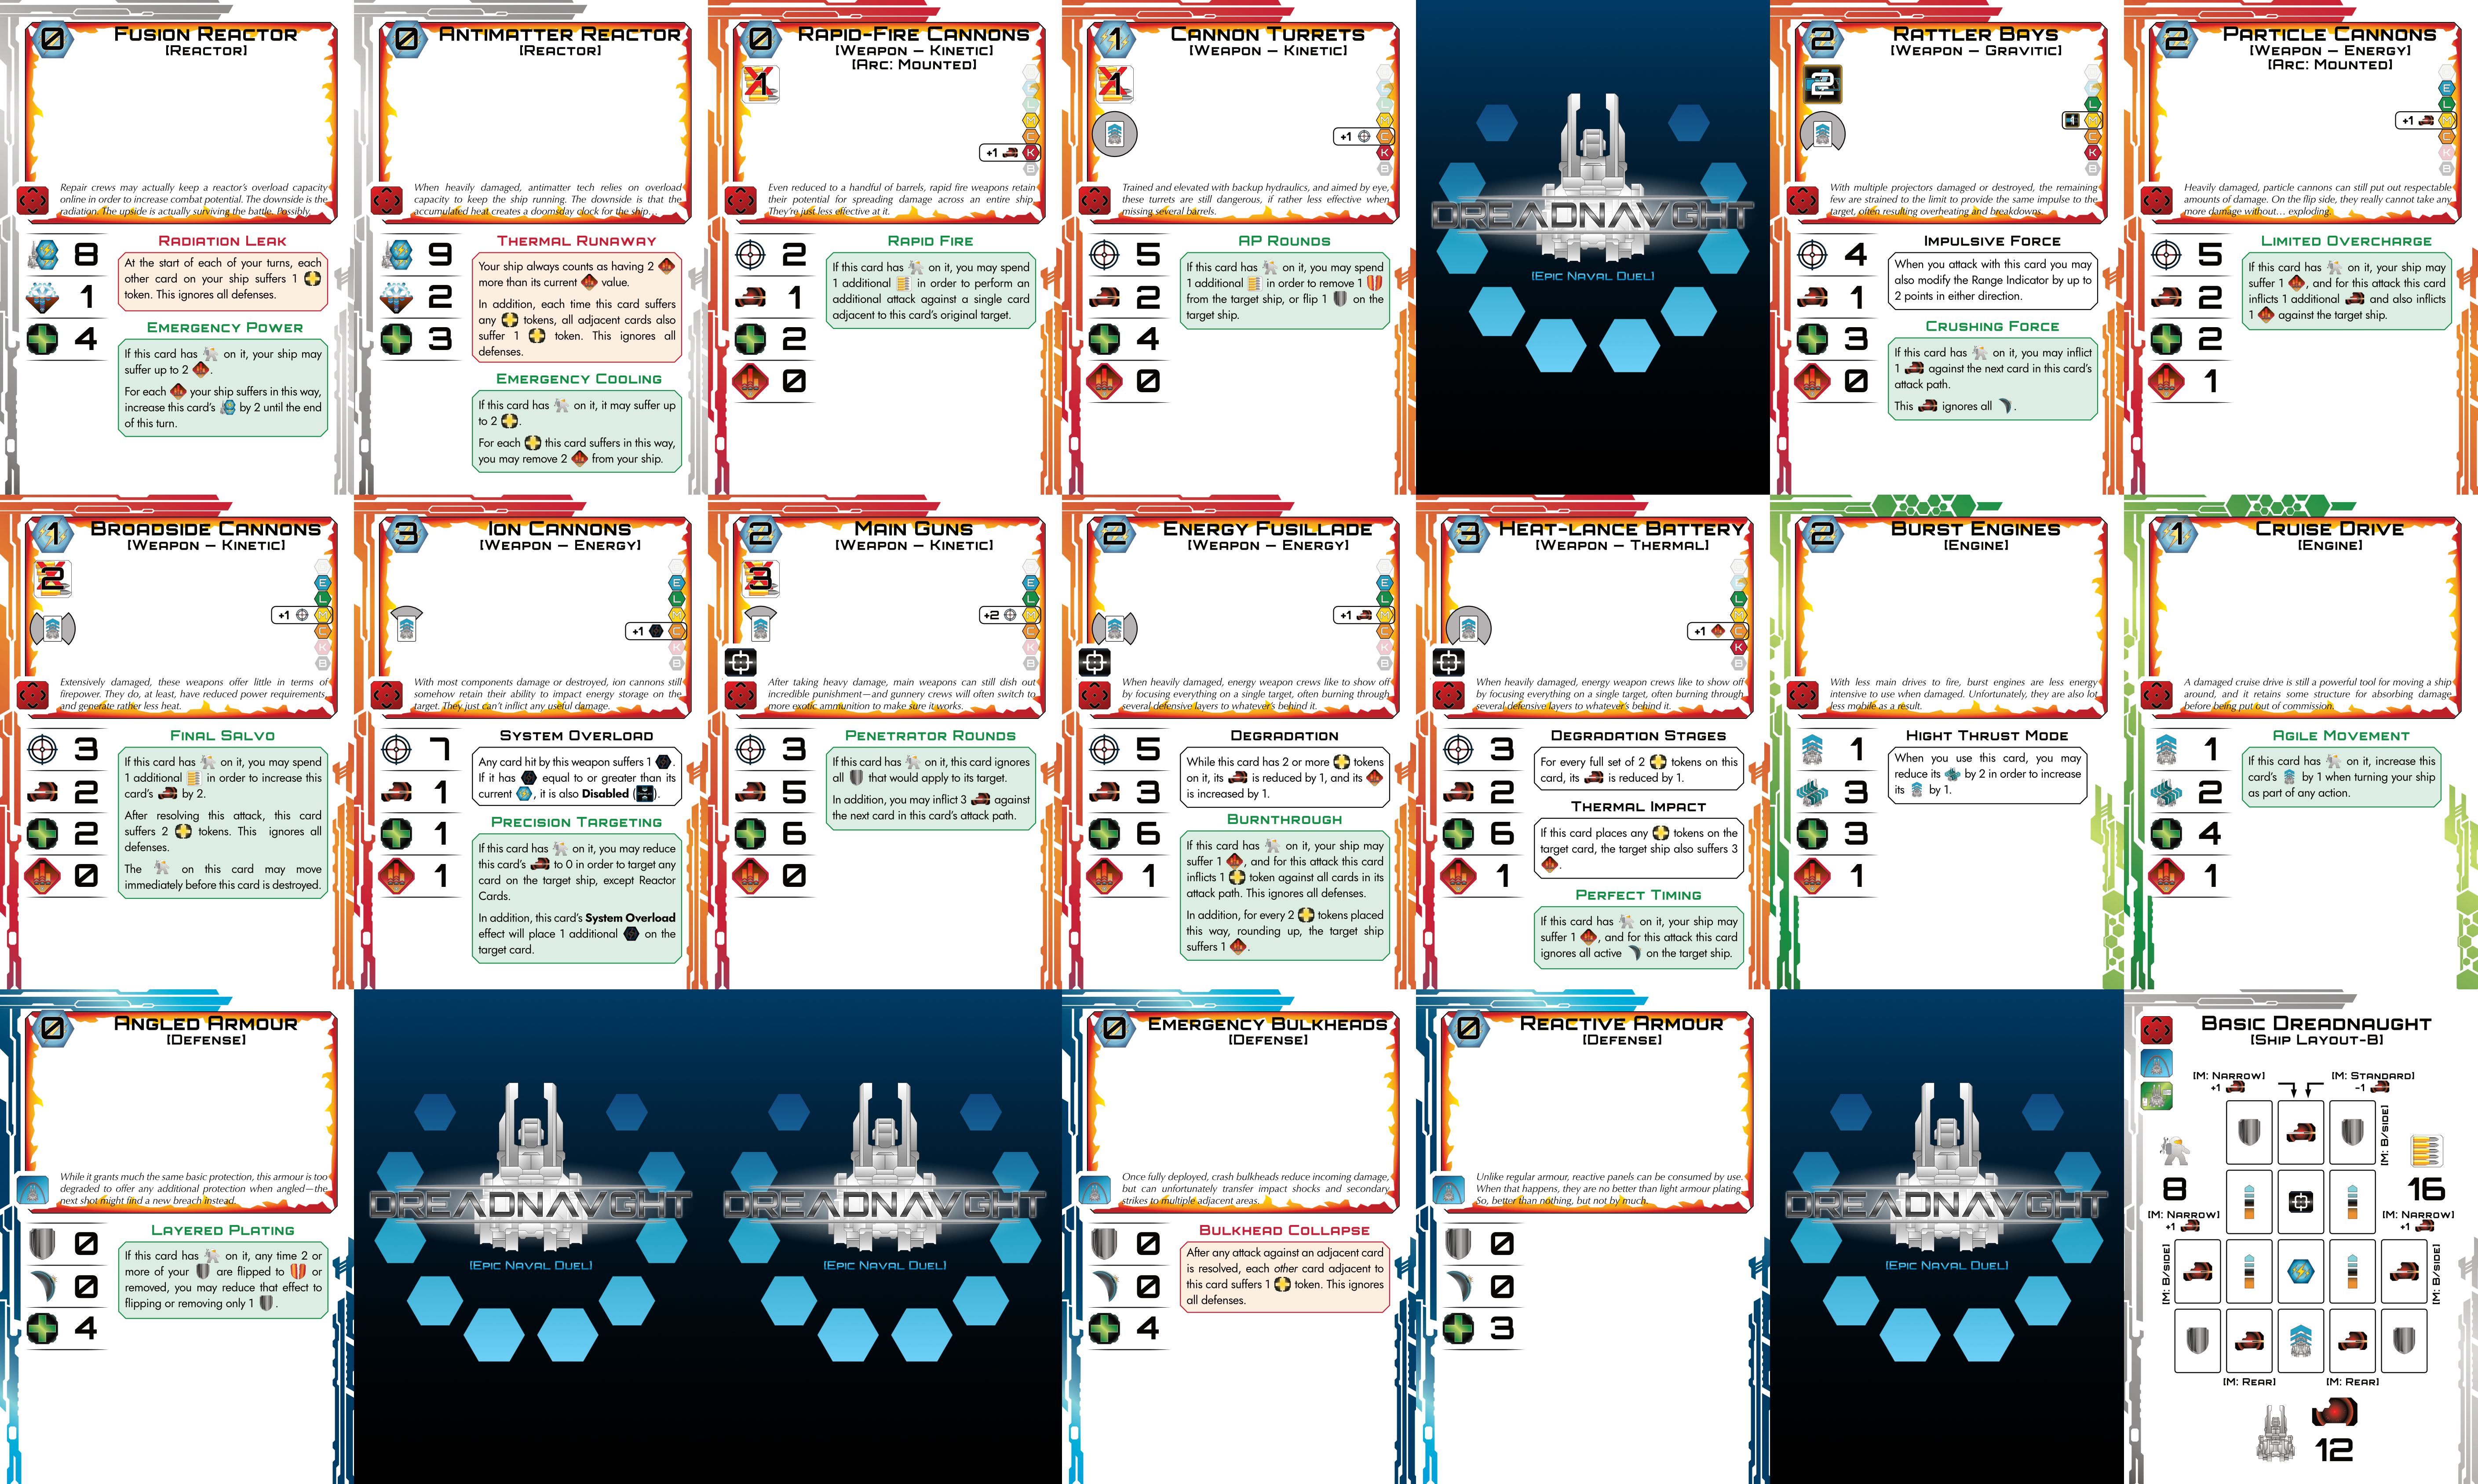 0
FUSION REACTOR
[REACTOR]
Repair crews may actually keep a reactor's overload capacity
online in order to increase combat potential. The downside is the
radiation. The upside is actually surviving the battle. Possibly.
8
1
4
RADIATION LEAK
At the start of each of your turns, each
other card on your ship suffers 1
token. This ignores all defenses.
EMERGENCY POWER
If this card has on it, your ship may
suffer up to 2 .
For each your ship suffers in this way,
increase this card's by 2 until the end
of this turn.
0
ANTIMATTER REACTOR
[REACTOR]
When heavily damaged, antimatter tech relies on overload
capacity to keep the ship running. The downside is that the
accumulated heat creates a doomsday clock for the ship...
9
2
3
THERMAL RUNAWAY
Your ship always counts as having 2
more than its current value.
In addition, each time this card suffers
any tokens, all adjacent cards also
suffer 1 token. This ignores all
defenses.
EMERGENCY COOLING
If this card has on it, it may suffer up
to 2 .
For each this card suffers in this way,
you may remove 2 from your ship.
0
RAPID-FIRE CANNONS
[WEAPON – KINETIC]
[ARC: MOUNTED]
1
L
M
C
+1 K
B
Even reduced to a handful of barrels, rapid fire weapons retain
their potential for spreading damage across an entire ship.
They're just less effective at it.
2
1
2
0
RAPID FIRE
If this card has on it, you may spend
1 additional in order to perform an
additional attack against a single card
adjacent to this card's original target.
1
CANNON TURRETS
[WEAPON – KINETIC]
1
L
M
+1 C
K
B
Trained and elevated with backup hydraulics, and aimed by eye,
these turrets are still dangerous, if rather less effective when
missing several barrels.
5
2
4
0
AP ROUNDS
If this card has on it, you may spend
1 additional in order to remove 1
from the target ship, or flip 1 on the
target ship.
DREADNAVGHT
[EPIC NAVAL DUEL]
2
RATTLER BAYS
[WEAPON – GRAVITIC]
2
L
M
C
K
B
With multiple projectors damaged or destroyed, the remaining
few are strained to the limit to provide the same impulse to the
target, often resulting overheating and breakdowns.
4
1
3
0
IMPULSIVE FORCE
When you attack with this card you may
also modify the Range Indicator by up to
2 points in either direction.
CRUSHING FORCE
If this card has on it, you may inflict
1 against the next card in this card's
attack path.
This ignores all .
2
PARTICLE CANNONS
[WEAPON – ENERGY]
[ARC: MOUNTED]
E
L
+1 M
C
K
B
Heavily damaged, particle cannons can still put out respectable
amounts of damage. On the flip side, they really cannot take any
more damage without... exploding.
5
2
2
1
LIMITED OVERCHARGE
If this card has on it, your ship may
suffer 1 , and for this attack this card
inflicts 1 additional and also inflicts
1 against the target ship.
1
BROADSIDE CANNONS
[WEAPON – KINETIC]
2
E
L
+1 M
C
K
B
Extensively damaged, these weapons offer little in terms of
firepower. They do, at least, have reduced power requirements,
and generate rather less heat.
3
2
2
0
FINAL SALVO
If this card has on it, you may spend
1 additional in order to increase this
card's by 2.
After resolving this attack, this card
suffers 2 tokens. This ignores all
defenses.
The on this card may move
immediately before this card is destroyed.
3
ION CANNONS
[WEAPON – ENERGY]
E
L
M
+1 C
K
B
With most components damage or destroyed, ion cannons still
somehow retain their ability to impact energy storage on the
target. They just can't inflict any useful damage.
7
1
1
1
SYSTEM OVERLOAD
Any card hit by this weapon suffers 1 .
If it has equal to or greater than its
current , it is also Disabled ( ).
PRECISION TARGETING
If this card has on it, you may reduce
this card's to 0 in order to target any
card on the target ship, except Reactor
Cards.
In addition, this card's System Overload
effect will place 1 additional on the
target card.
2
MAIN GUNS
[WEAPON – KINETIC]
3
E
L
+2 M
C
K
B
After taking heavy damage, main weapons can still dish out
incredible punishment—and gunnery crews will often switch to
more exotic ammunition to make sure it works.
3
5
6
0
PENETRATOR ROUNDS
If this card has on it, this card ignores
all that would apply to its target.
In addition, you may inflict 3 against
the next card in this card's attack path.
2
ENERGY FUSILLADE
[WEAPON – ENERGY]
E
L
+1 M
C
K
B
When heavily damaged, energy weapon crews like to show off
by focusing everything on a single target, often burning through
several defensive layers to whatever's behind it.
5
3
6
1
DEGRADATION
While this card has 2 or more tokens
on it, its is reduced by 1, and its
is increased by 1.
BURNTHROUGH
If this card has on it, your ship may
suffer 1 , and for this attack this card
inflicts 1 token against all cards in its
attack path. This ignores all defenses.
In addition, for every 2 tokens placed
this way, rounding up, the target ship
suffers 1 .
3
HEAT-LANCE BATTERY
[WEAPON – THERMAL]
L
M
+1 C
K
B
When heavily damaged, energy weapon crews like to show off
by focusing everything on a single target, often burning through
several defensive layers to whatever's behind it.
3
2
6
1
DEGRADATION STAGES
For every full set of 2 tokens on this
card, its is reduced by 1.
THERMAL IMPACT
If this card places any tokens on the
target card, the target ship also suffers 3
.
PERFECT TIMING
If this card has on it, your ship may
suffer 1 , and for this attack this card
ignores all active on the target ship.
2
BURST ENGINES
[ENGINE]
With less main drives to fire, burst engines are less energy
intensive to use when damaged. Unfortunately, they are also lot
less mobile as a result.
1
3
3
1
HIGHT THRUST MODE
When you use this card, you may
reduce its by 2 in order to increase
its by 1.
1
CRUISE DRIVE
[ENGINE]
A damaged cruise drive is still a powerful tool for moving a ship
around, and it retains some structure for absorbing damage
before being put out of commission.
1
2
4
1
AGILE MOVEMENT
If this card has on it, increase this
card's by 1 when turning your ship
as part of any action.
0
ANGLED ARMOUR
[DEFENSE]
While it grants much the same basic protection, this armour is too
degraded to offer any additional protection when angled—the
next shot might find a new breach instead.
0
0
4
LAYERED PLATING
If this card has on it, any time 2 or
more of your are flipped to or
removed, you may reduce that effect to
flipping or removing only 1 .
DREADNAVGHT
[EPIC NAVAL DUEL]
DREADNAVGHT
[EPIC NAVAL DUEL]
0
EMERGENCY BULKHEADS
[DEFENSE]
Once fully deployed, crash bulkheads reduce incoming damage,
but can unfortunately transfer impact shocks and secondary
strikes to multiple adjacent areas.
0
0
4
BULKHEAD COLLAPSE
After any attack against an adjacent card
is resolved, each other card adjacent to
this card suffers 1 token. This ignores
all defenses.
0
REACTIVE ARMOUR
[DEFENSE]
Unlike regular armour, reactive panels can be consumed by use.
When that happens, they are no better than light armour plating.
So, better than nothing, but not by much.
0
0
3
DREADNAVGHT
[EPIC NAVAL DUEL]
BASIC DREADNAUGHT
[SHIP LAYOUT-B]
[M: NARROW]
+1
[M: STANDARD]
-1
[M: B/SIDE]
8
16
[M: NARROW]
+1
[M: NARROW]
+1
[M: B/SIDE]
[M: B/SIDE]
[M: REAR]
[M: REAR]
12